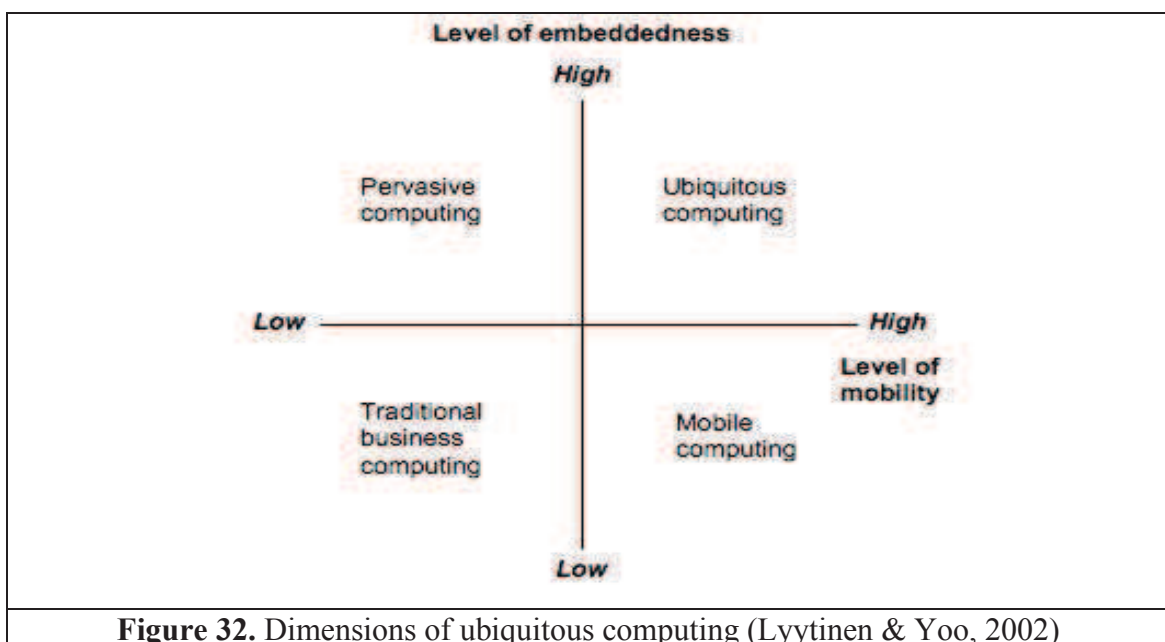 Level of embeddedness
High
Pervasive
computing
Ubiquitous
computing
Low
High
Level of
mobility
Traditional
business
computing
Mobile
computing
Low
Figure 32. Dimensions of ubiquitous computing (Lyytinen & Yoo, 2002)